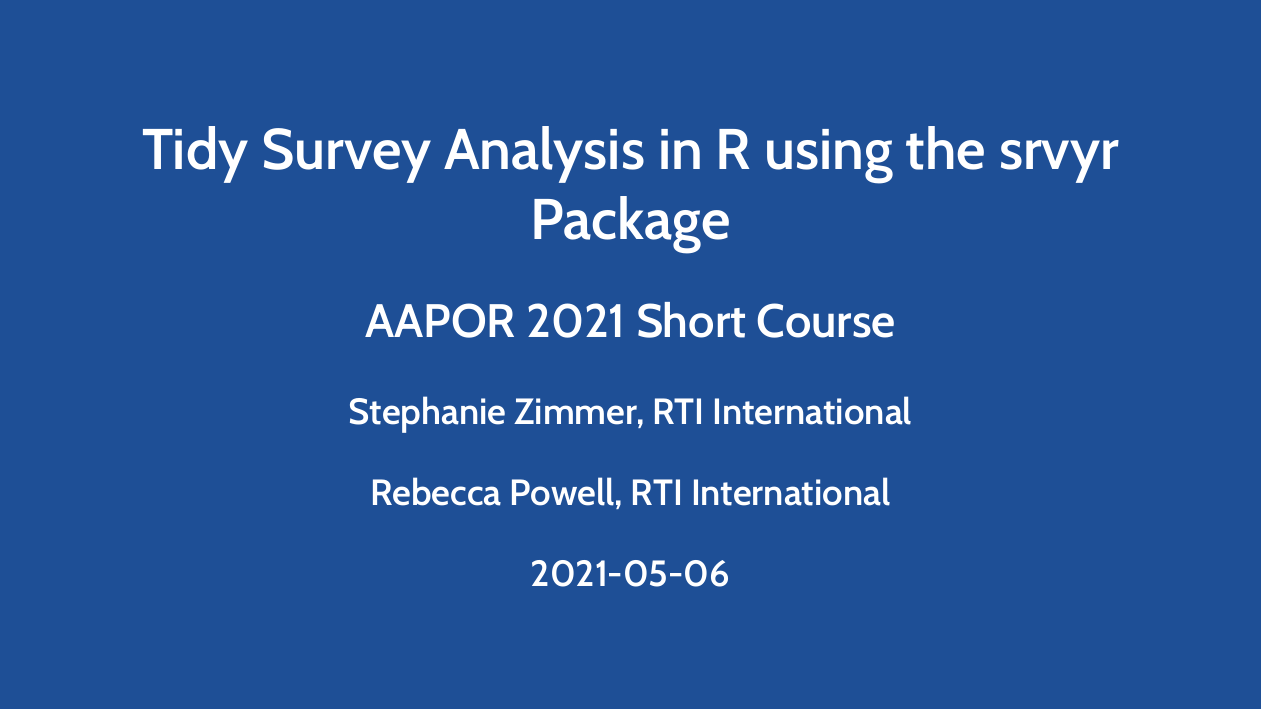 Tidy Survey Analysis in R using the srvyr
Package
AAPOR 2021 Short Course
Stephanie Zimmer, RTI International
Rebecca Powell, RTI International
2021-05-06